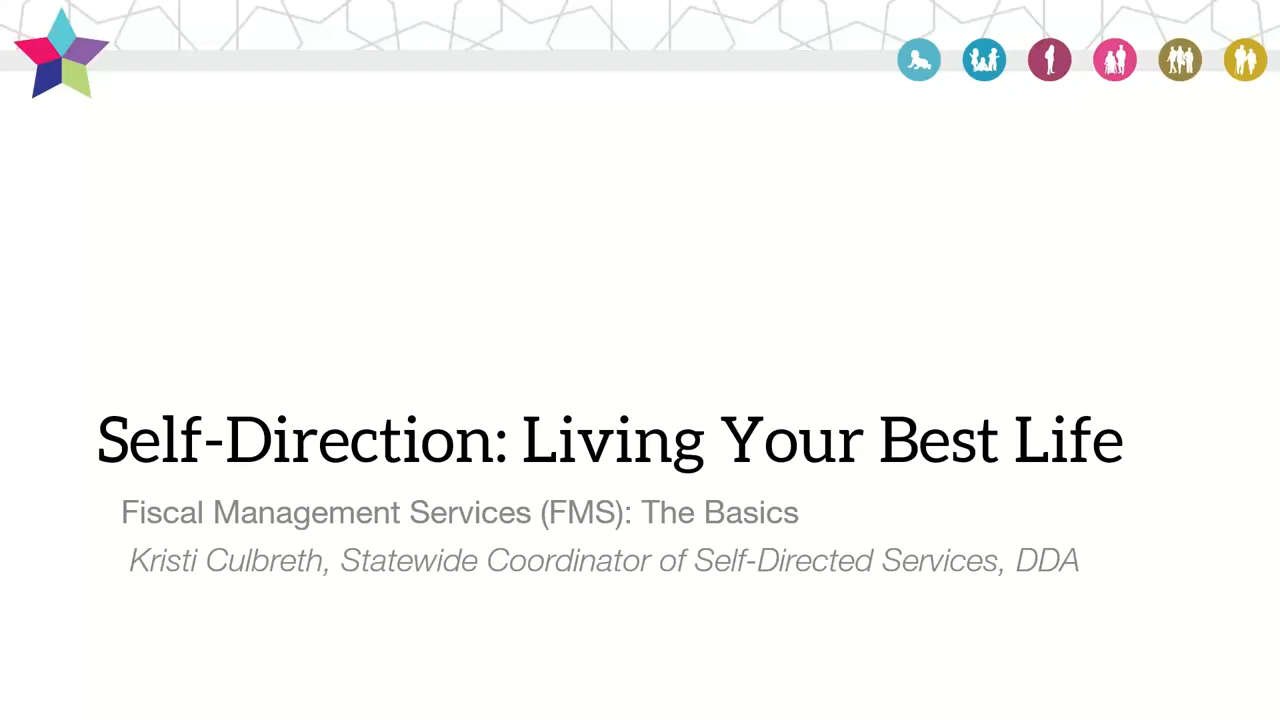 Self-Direction: Living Your Best Life
Fiscal Management Services (FMS): The Basics
Kristi Culbreth, Statewide Coordinator of Self-Directed Services, DDA